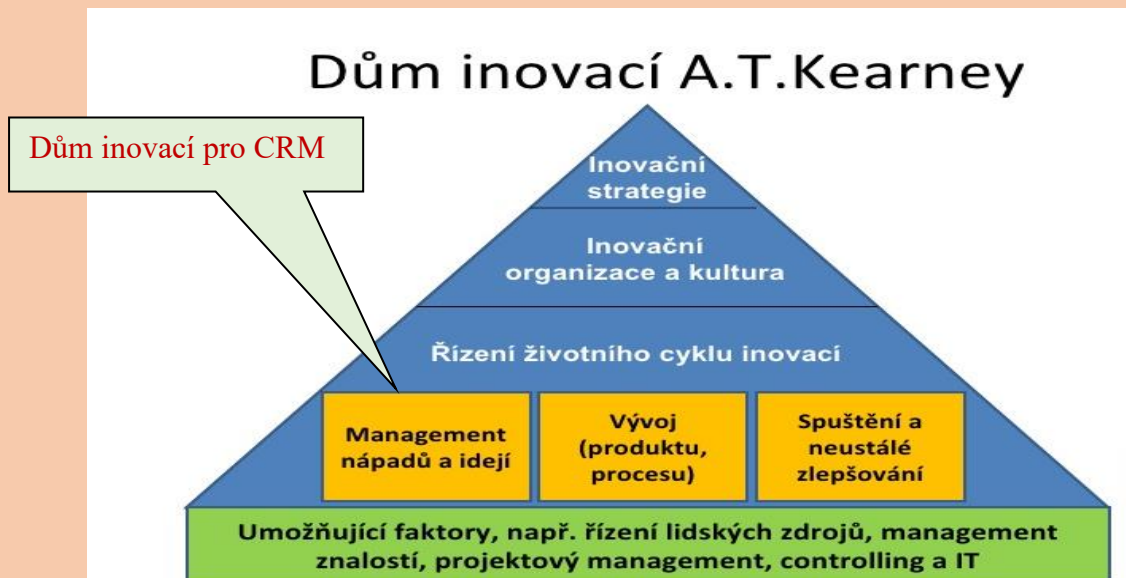 Dům inovací A.T.Kearney
Dům inovací pro CRM
Inovační
strategie
Inovační
organizace a kultura
Řízení životního cyklu inovací
Management
nápadů a idejí
Vývoj
(produktu,
procesu)
Spuštění a
neustálé
zlepšování
Umožňující faktory, např. řízení lidských zdrojů, management
znalostí, projektový management, controlling a IT